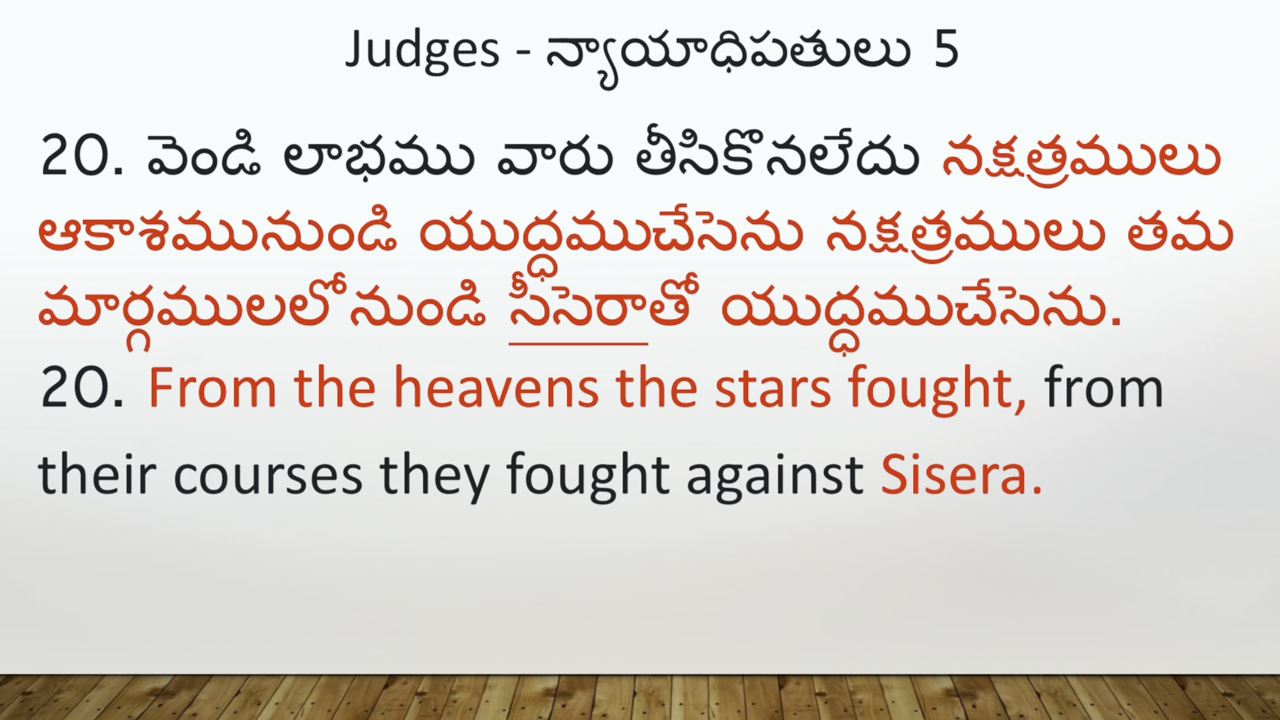 Judges - న్యాయాధిపతులు 5
20. వెండి లాభము వారు తీసికొనలేదు నక్షత్రములు
ఆకాశమునుండి యుద్ధముచేసెను నక్షత్రములు తమ
మార్గములలోనుండి సీసెరాతో యుద్ధముచేసెను.
20. From the heavens the stars fought, from
their courses they fought against Sisera.